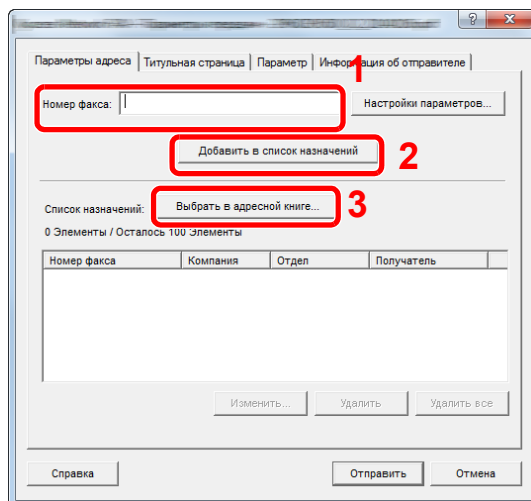 Параметры адреса Титульная страница Параметр Информация об отправителе
1
Номер факса: Настройки параметров...
Добавить в список назначений 2
Список назначений: Выбрать в адресной книге... 3
0 Элементы / Осталось 100 Элементы
Номер факса Компания Отдел Получатель
Изменить... Удалить Удалить все
Справка Отправить Отмена